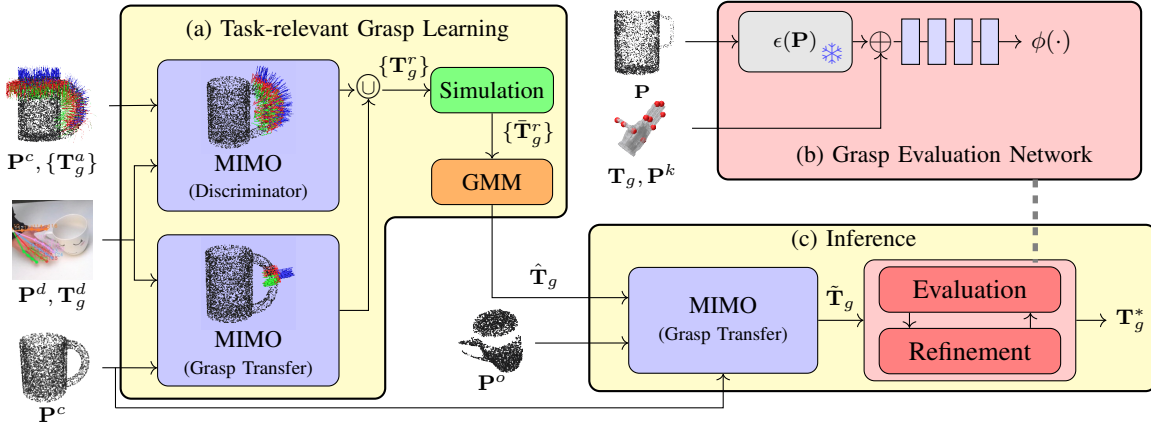 (a) Task-relevant Grasp Learning
P^c, {T_g^a}
P^d, T_g^d
P^c
MIMO
(Discriminator)
MIMO
(Grasp Transfer)
∪
{T_g^r}
Simulation
{T̄_g^r}
GMM
T̂_g
P
T_g, P^k
ϵ(P)
ϕ(·)
(b) Grasp Evaluation Network
(c) Inference
P^o
MIMO
(Grasp Transfer)
T̃_g
Evaluation
Refinement
T_g^*